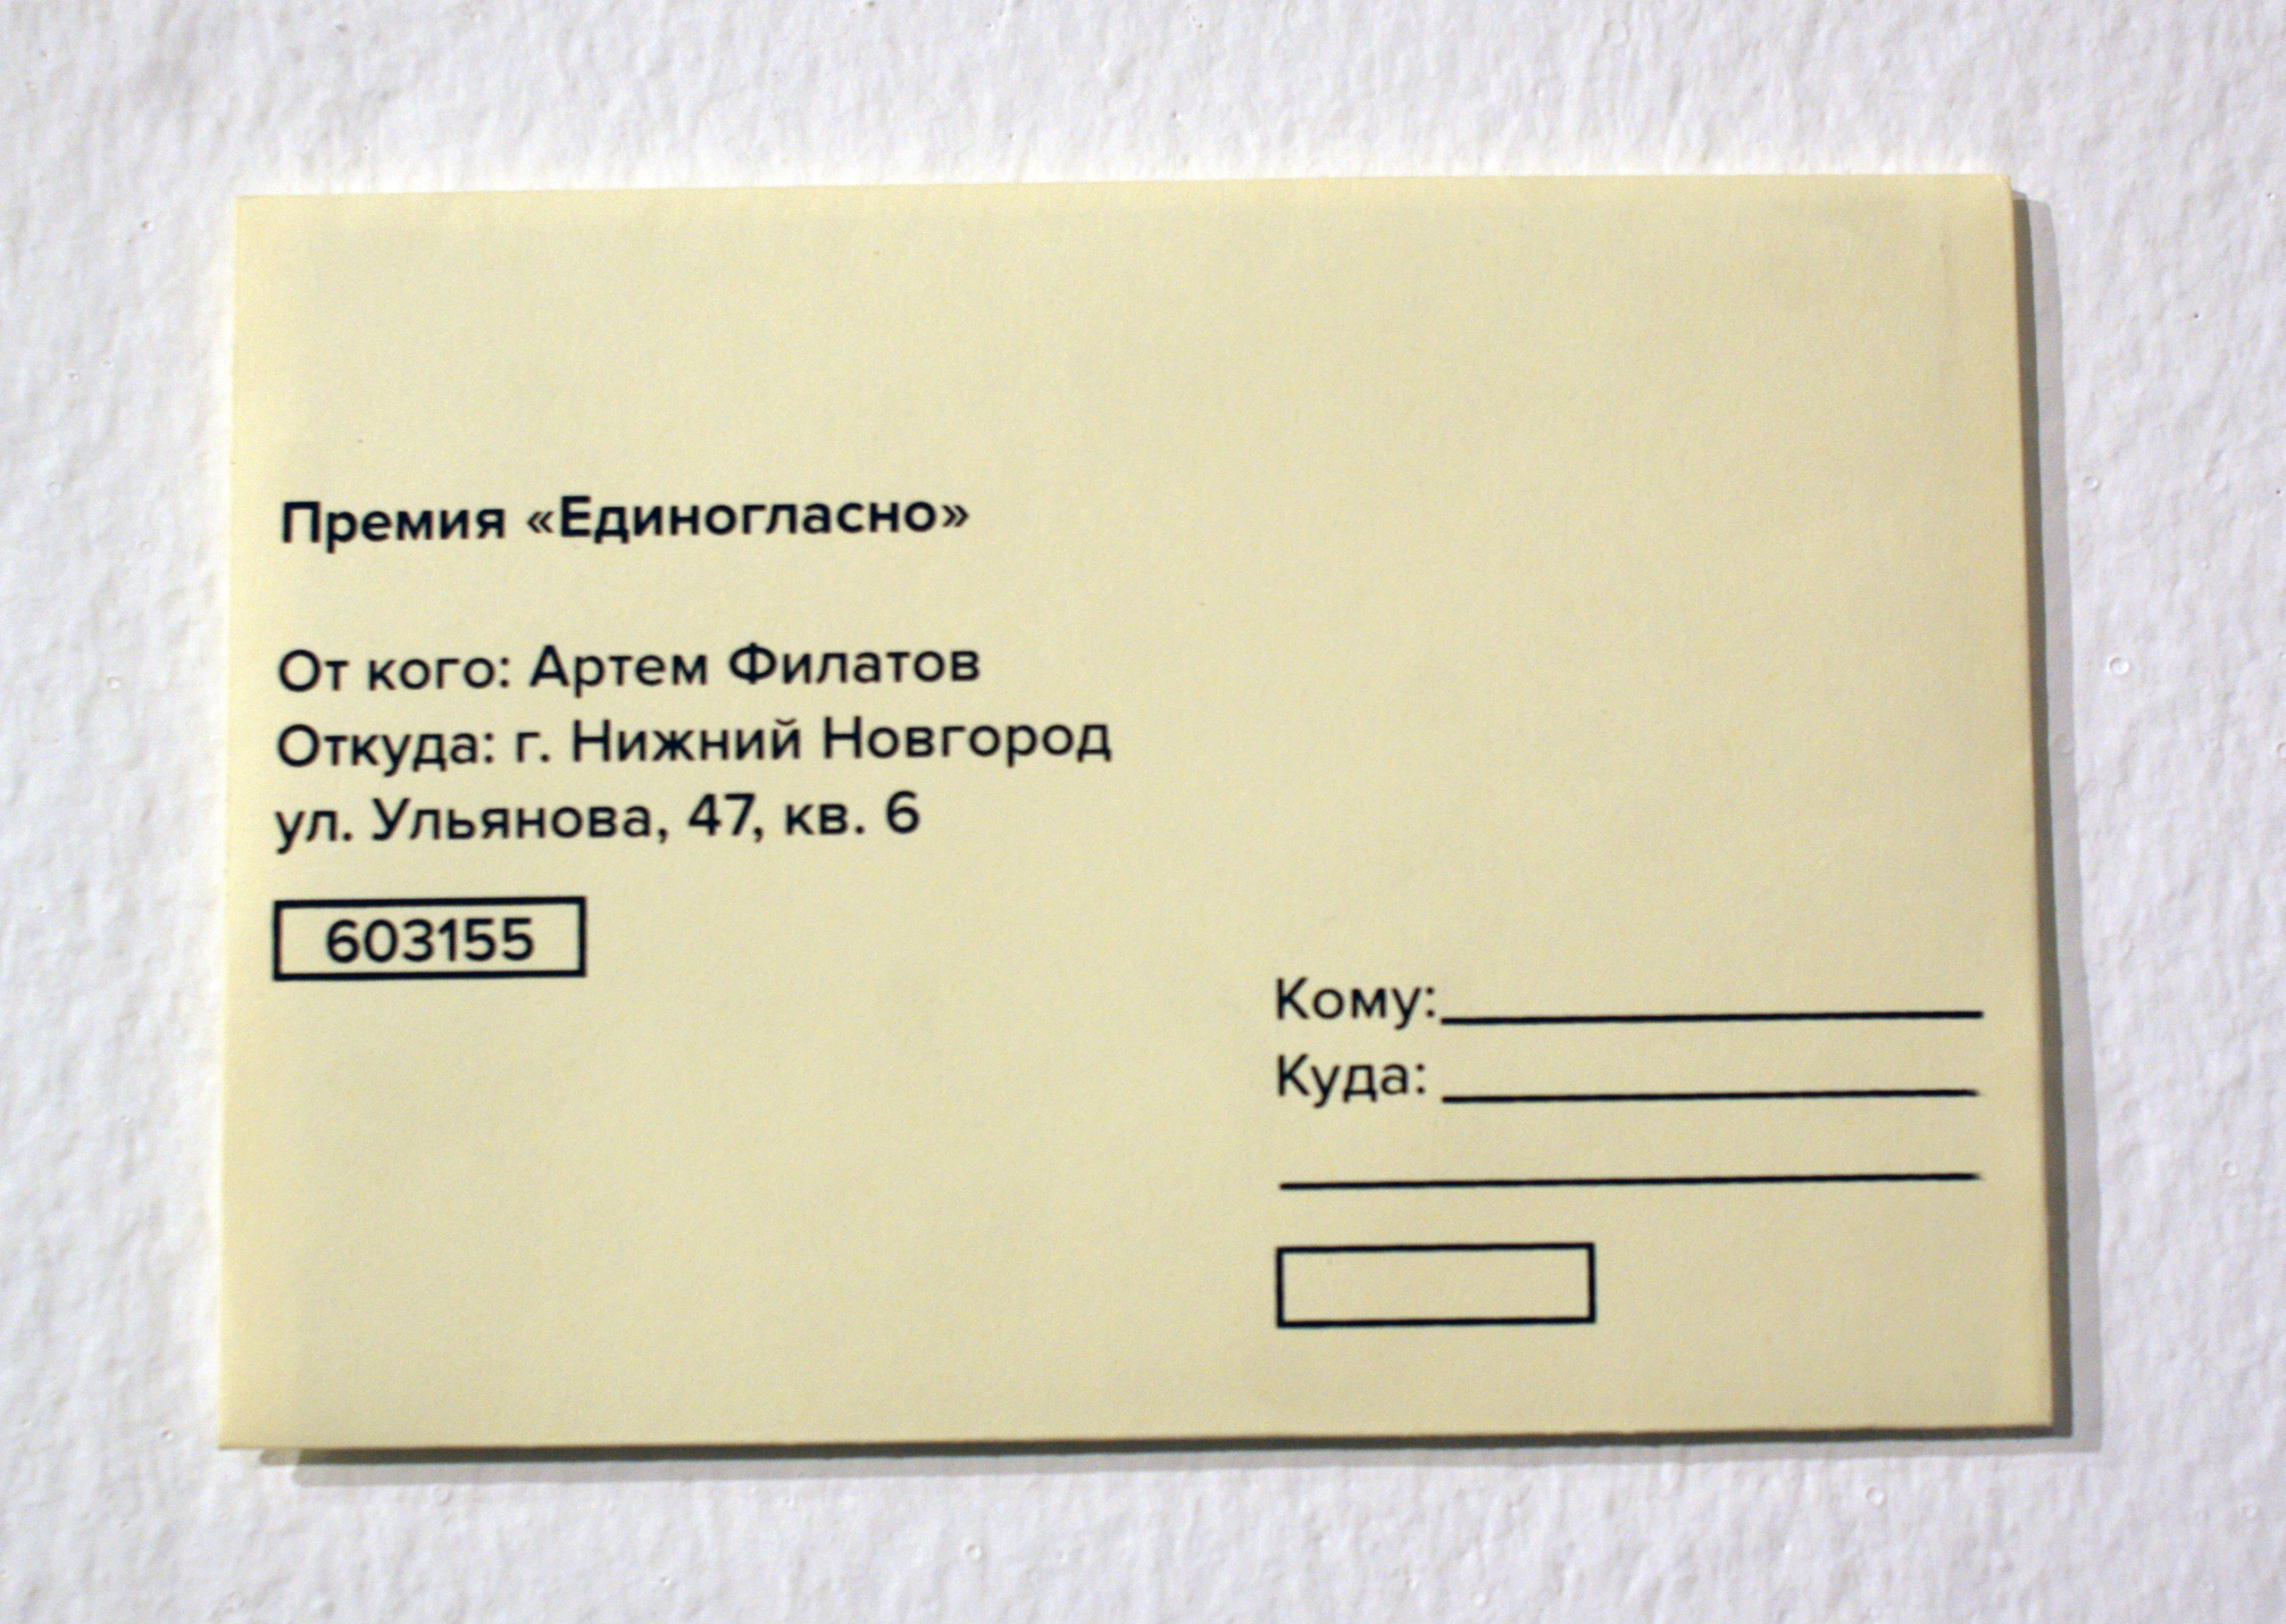 Премия «Единогласно»
От кого: Артем Филатов
Откуда: г. Нижний Новгород
ул. Ульянова, 47, кв. 6
603155
Кому:
Куда: